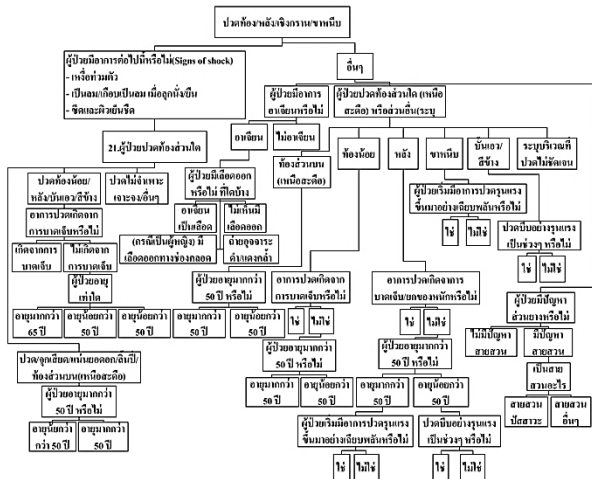 ปวดท้อง/หลัง/เชิงกราน/ขาหนีบ
ผู้ป่วยมีอาการต่อไปนี้หรือไม่(Signs of shock)
- เหงื่อท่วมตัว
- เป็นลม/เกือบเป็นลม เมื่อลุกนั่ง/ยืน
- ซีดและผิวเย็นชืด
อื่นๆ
ผู้ป่วยมีอาการ
อาเจียนหรือไม่
ผู้ป่วยปวดท้องส่วนใด (เหนือ
สะดือ) หรือส่วนอื่น(ระบุ
21.ผู้ป่วยปวดท้องส่วนใด
อาเจียน
ไม่อาเจียน
ท้องส่วนบน
(เหนือสะดือ)
ท้องน้อย
หลัง
ขาหนีบ
บั้นเอว/
สีข้าง
ระบุบริเวณที่
ปวดไม่ชัดเจน
ปวดท้องน้อย/
หลัง/บั้นเอว/สีข้าง
ปวดไม่จำเพาะ
เจาะจง/อื่นๆ
ผู้ป่วยมีเลือดออก
หรือไม่ ที่ใดบ้าง
ผู้ป่วยเริ่มมีอาการปวดรุนแรง
ขึ้นมาอย่างเฉียบพลันหรือไม่
อาการปวดเกิดจาก
การบาดเจ็บหรือไม่
อาเจียน
เป็นเลือด
ไม่เห็นมี
เลือดออก
ใช่
ไม่ใช่
ปวดบีบอย่างรุนแรง
เป็นช่วงๆ หรือไม่
เกิดจากการ
บาดเจ็บ
ไม่เกิดจาก
การบาดเจ็บ
(กรณีเป็นผู้หญิง) มี
เลือดออกทางช่องคลอด
ถ่ายอุจจาระ
ดำ/แดงกล่ำ
ใช่
ไม่ใช่
ผู้ป่วยอายุ
เท่าใด
ผู้ป่วยอายุมากกว่า
50 ปี หรือไม่
อาการปวดเกิดจาก
การบาดเจ็บหรือไม่
อาการปวดเกิดจาการ
บาดเจ็บ/ยกของหนักหรือไม่
ผู้ป่วยมีปัญหา
ส่วนยางหรือไม่
อายุมากกว่า
65 ปี
อายุน้อยกว่า
50 ปี
อายุน้อยกว่า
50 ปี
อายุมากกว่า
50 ปี
อายุน้อยกว่า
50 ปี
ใช่
ไม่ใช่
ใช่
ไม่ใช่
ไม่มีปัญหา
สายสวน
มีปัญหา
สายสวน
ปวด/จุกเสียด/แน่นยอดอก/ลิ้นปี่/
ท้องส่วนบน(เหนือสะดือ)
ผู้ป่วยอายุมากกว่า
50 ปี หรือไม่
ผู้ป่วยอายุมากกว่า
50 ปี หรือไม่
เป็นสาย
สวนอะไร
ผู้ป่วยอายุมากกว่า
50 ปี หรือไม่
อายุมากกว่า
50 ปี
อายุน้อยกว่า
50 ปี
อายุมากกว่า
50 ปี
อายุน้อยกว่า
50 ปี
สายสวน
ปัสสาวะ
สายสวน
อื่นๆ
อายุน้อยกว่า
กว่า 50 ปี
อายุมากกว่า
50 ปี
ผู้ป่วยเริ่มมีอาการปวดรุนแรง
ขึ้นมาอย่างเฉียบพลันหรือไม่
ปวดบีบอย่างรุนแรง
เป็นช่วงๆ หรือไม่
ใช่
ไม่ใช่
ใช่
ไม่ใช่